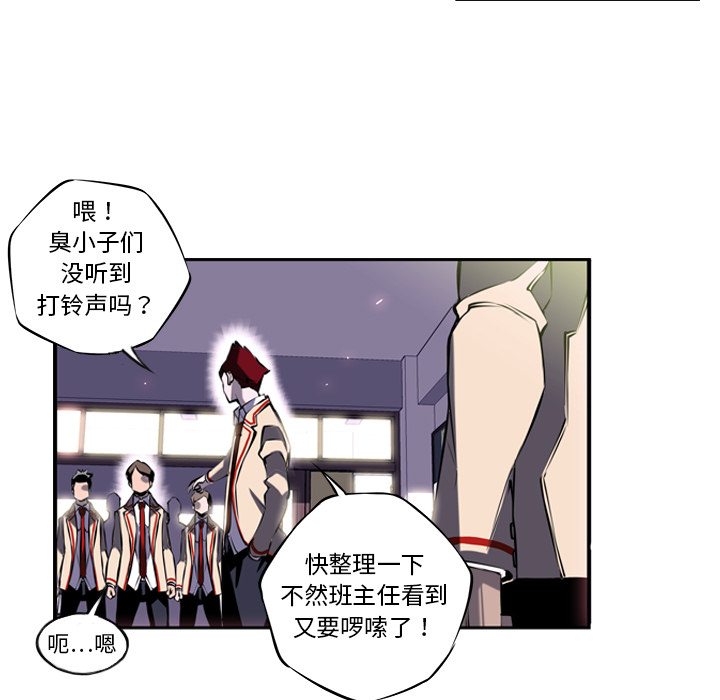 喂！
臭小子们
没听到
打铃声吗？
快整理一下
不然班主任看到
又要啰嗦了！
呃...嗯